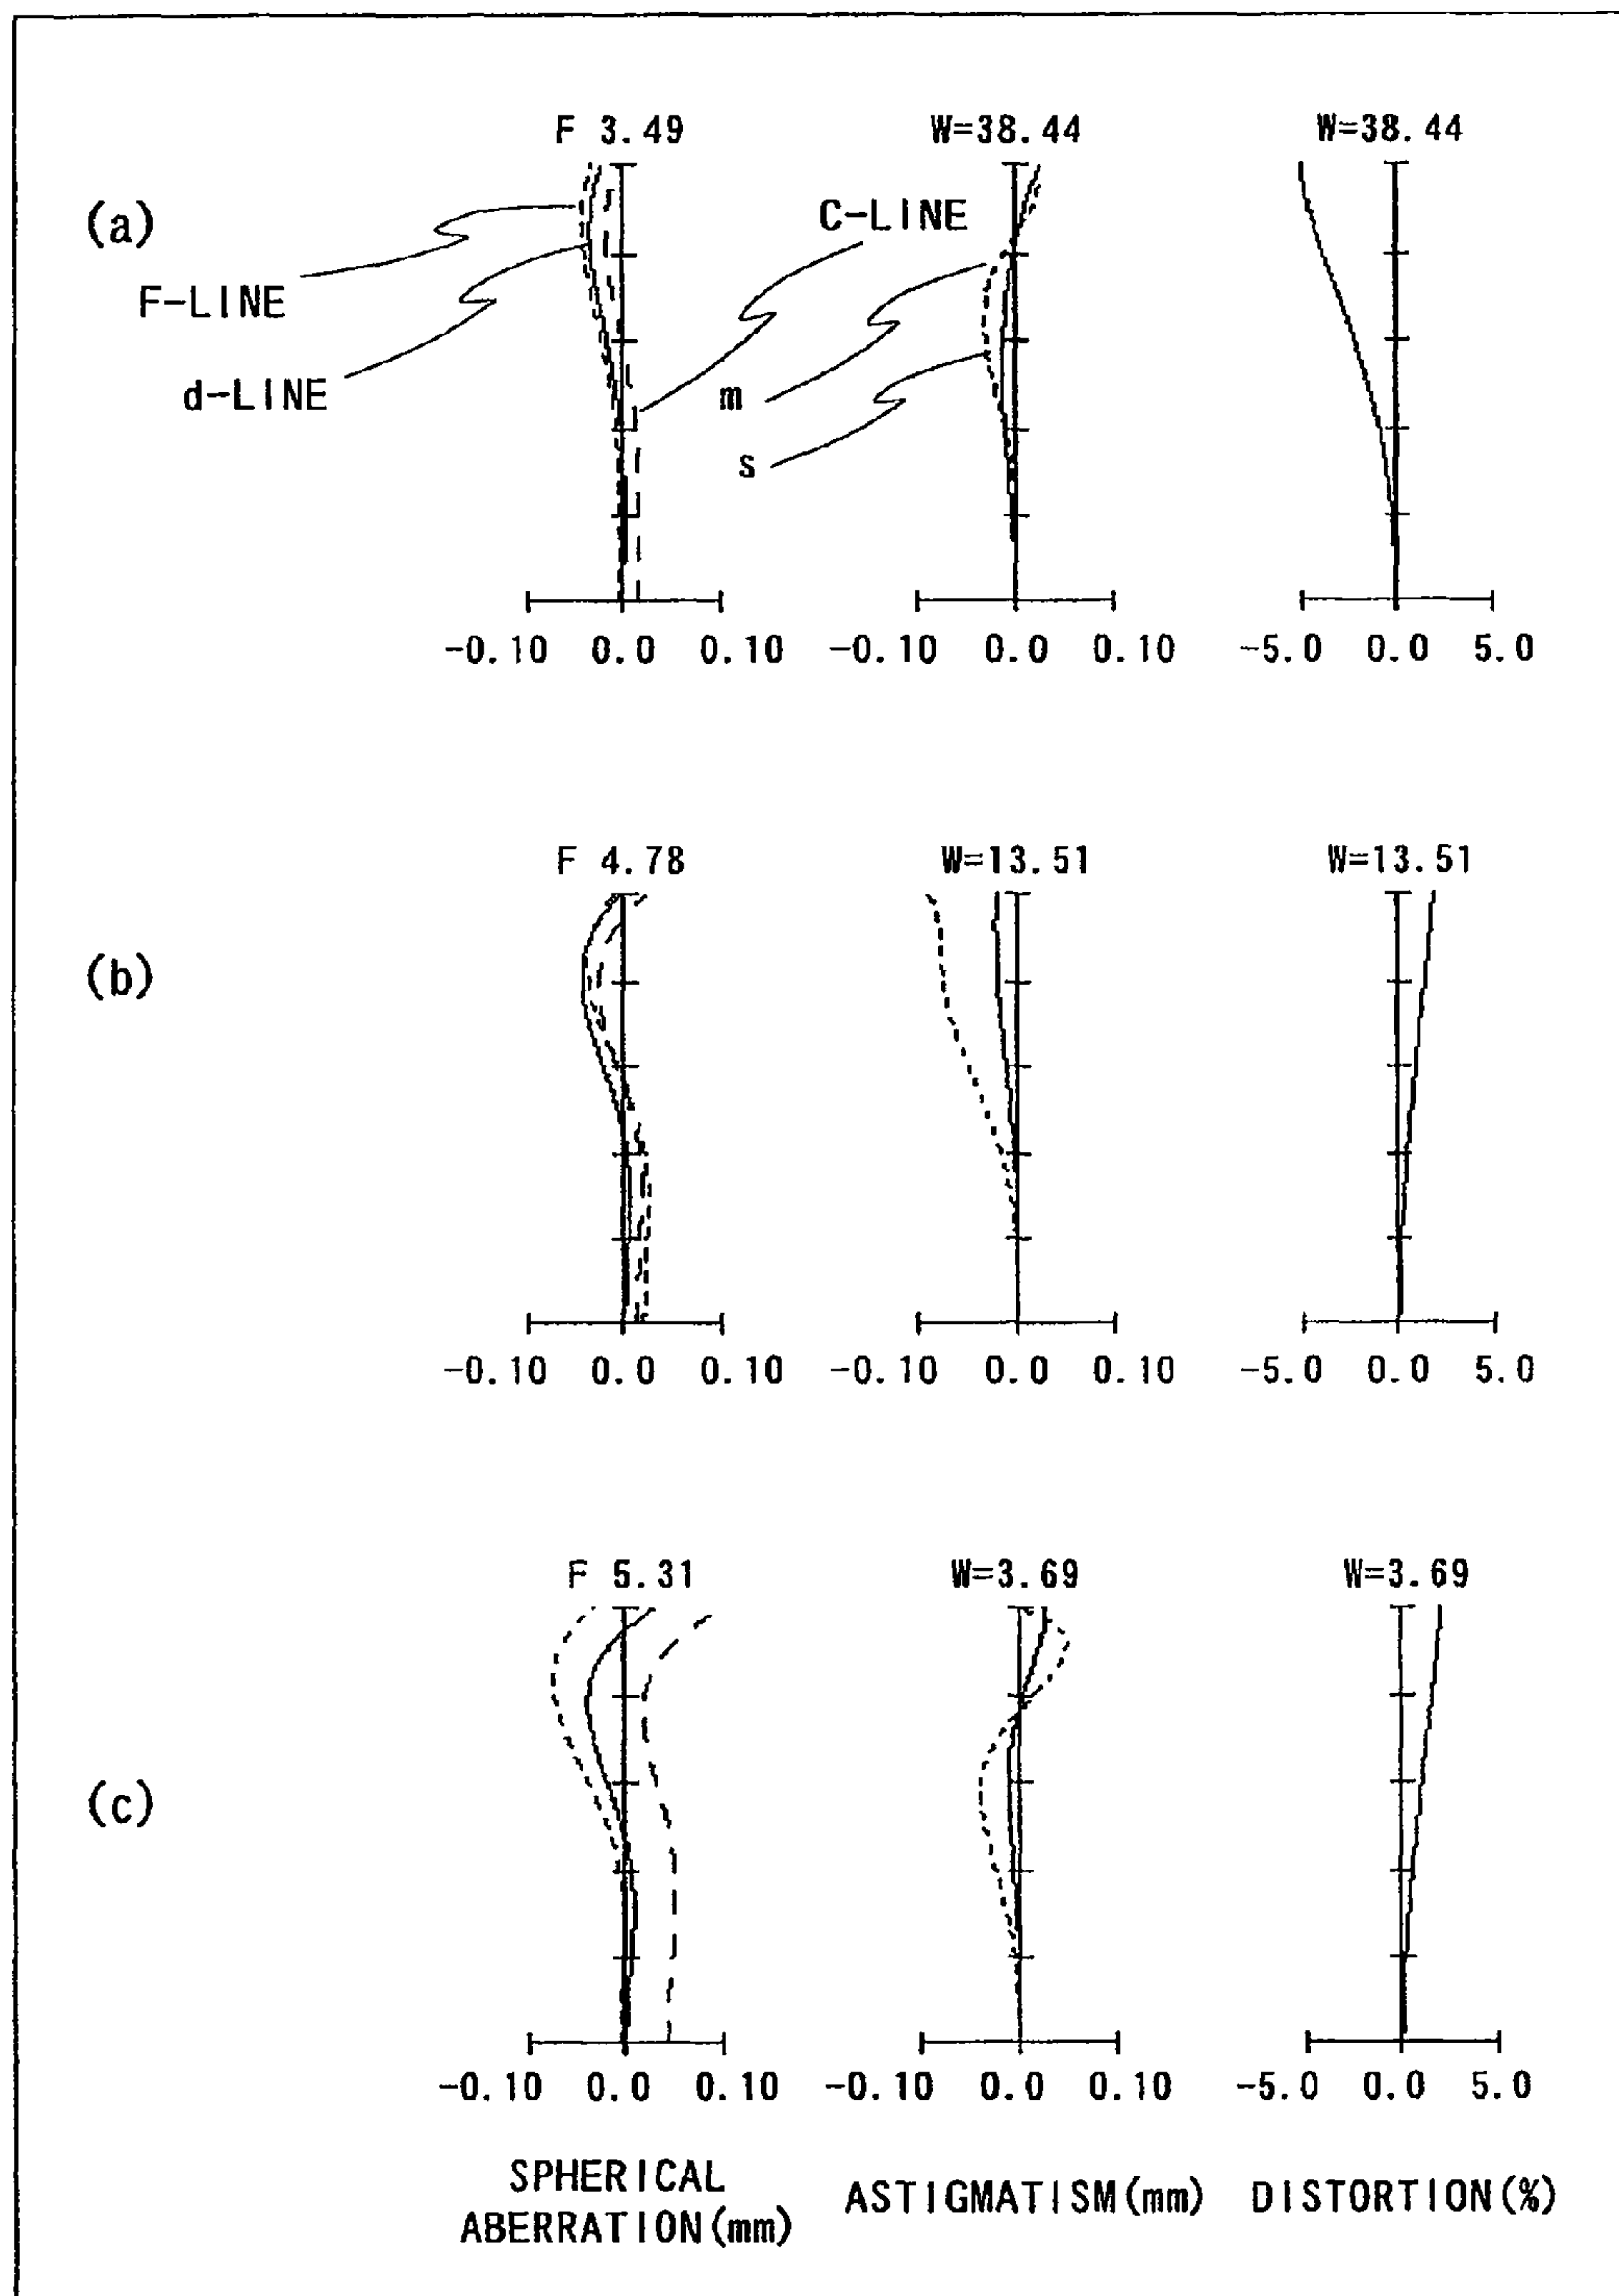 F 3.49 W=38.44 W=38.44
(a)
C-LINE
F-LINE
d-LINE
m
s
-0.10 0.0 0.10 -0.10 0.0 0.10 -5.0 0.0 5.0
F 4.78 W=13.51 W=13.51
(b)
-0.10 0.0 0.10 -0.10 0.0 0.10 -5.0 0.0 5.0
F 5.31 W=3.69 W=3.69
(c)
-0.10 0.0 0.10 -0.10 0.0 0.10 -5.0 0.0 5.0
SPHERICAL
ABERRATION(mm) ASTIGMATISM(mm) DISTORTION(%)